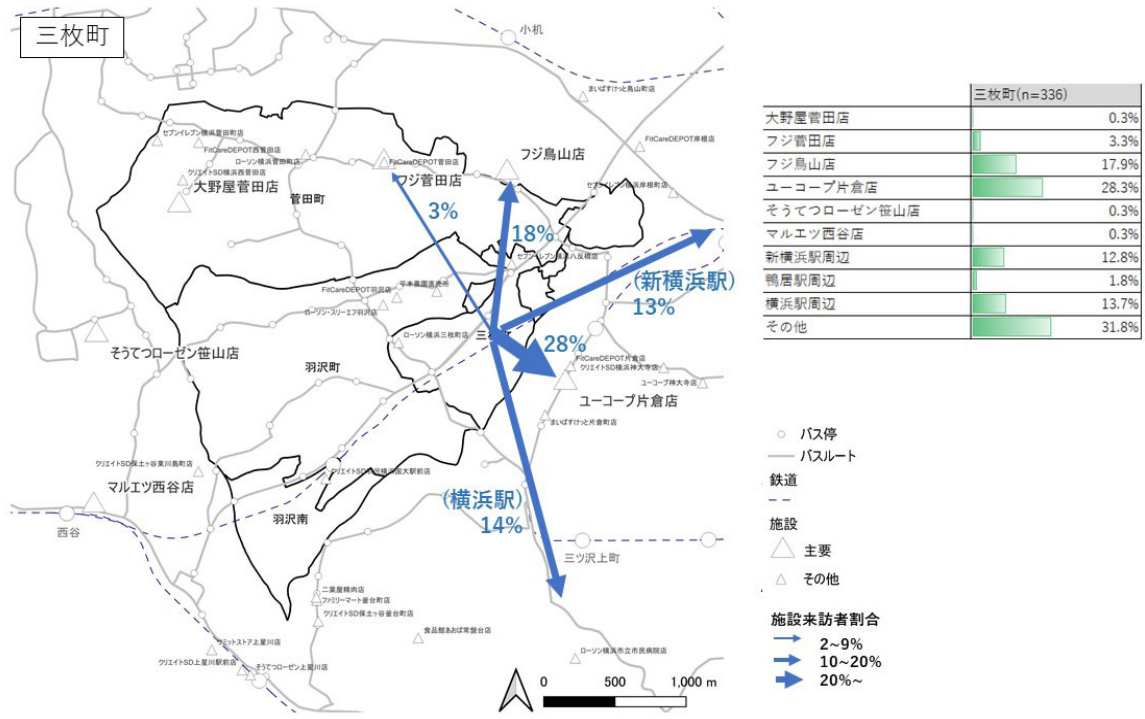 三枚町
小机
まいばすけっと鳥山町店
セブンイレブン横浜菅田町店
FitCareDEPOT西菅田店
ローソン横浜菅田町店
クリエイトSD横浜西菅田店
大野屋菅田店
菅田町
FitCareDEPOT菅田店
フジ菅田店
フジ鳥山店
FitCareDEPOT岸根店
セブンイレブン横浜岸根町店
3%
18%
(新横浜駅)
13%
FitCareDEPOT羽沢店
平本農園直売所
ローソン・スリーエフ羽沢店
ローソン横浜三枚町店
28%
FitCareDEPOT片倉店
クリエイトSD横浜神大寺店
ユーコープ神大寺店
ユーコープ片倉店
まいばすけっと片倉町店
そうてつローゼン笹山店
羽沢町
クリエイトSD保土ヶ谷東川島町店
マルエツ西谷店
西谷
羽沢南
(横浜駅)
14%
三ツ沢上町
二葉屋精肉店
ファミリーマート釜台町店
クリエイトSD保土ヶ谷釜台町店
食品館あおば常盤台店
サミットストア上星川店
クリエイトSD上星川駅前店
そうてつローゼン上星川店
ローソン横浜市立市民病院店
0 500 1,000 m
三枚町(n=336)
大野屋菅田店 0.3%
フジ菅田店 3.3%
フジ鳥山店 17.9%
ユーコープ片倉店 28.3%
そうてつローゼン笹山店 0.3%
マルエツ西谷店 0.3%
新横浜駅周辺 12.8%
鴨居駅周辺 1.8%
横浜駅周辺 13.7%
その他 31.8%
バス停
バスルート
鉄道
施設
主要
その他
施設来訪者割合
2~9%
10~20%
20%~